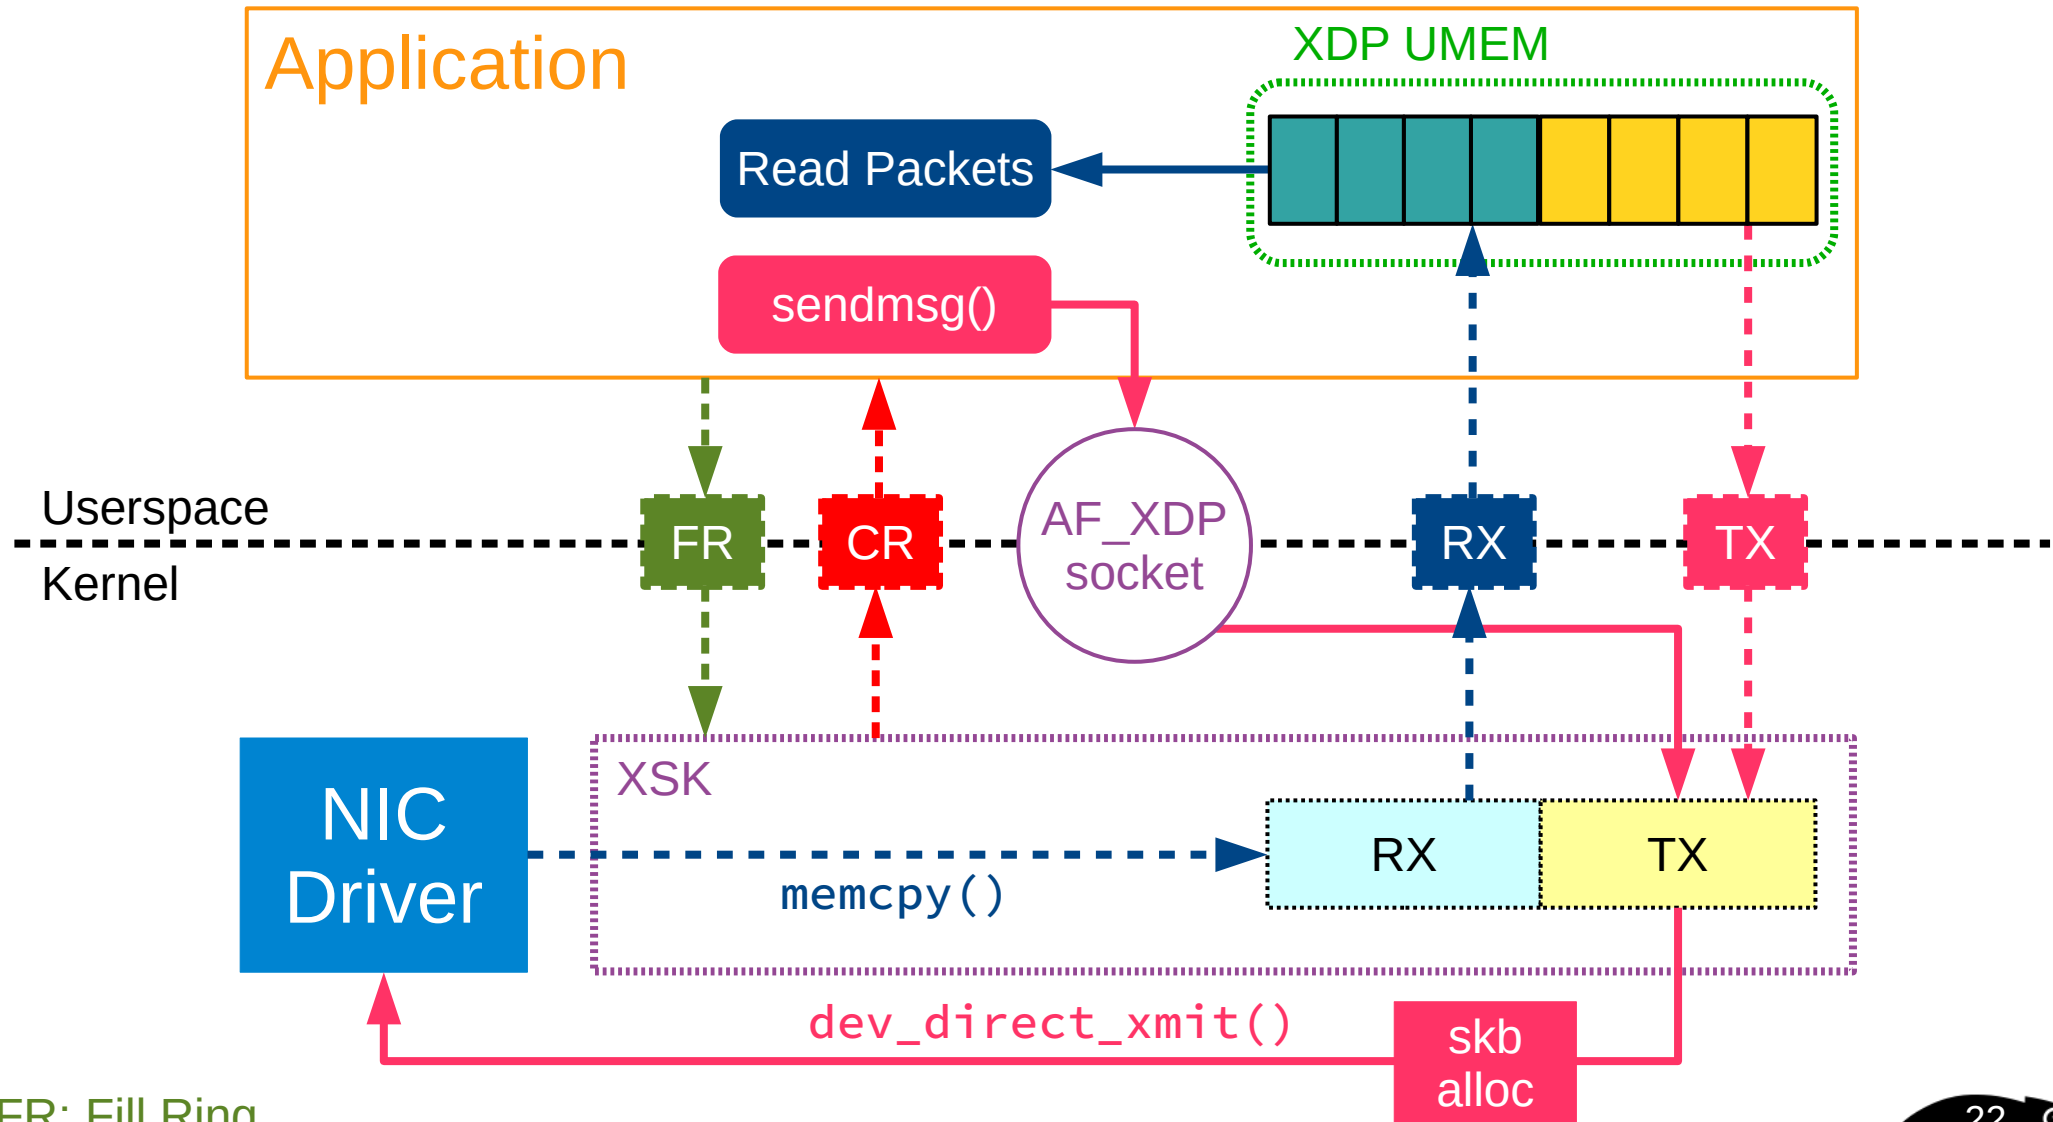 Application
XDP UMEM
Read Packets
sendmsg()
Userspace
Kernel
FR
CR
AF_XDP
socket
RX
TX
XSK
NIC
Driver
memcpy()
RX
TX
dev_direct_xmit()
skb
alloc
FR: Fill Ring
22